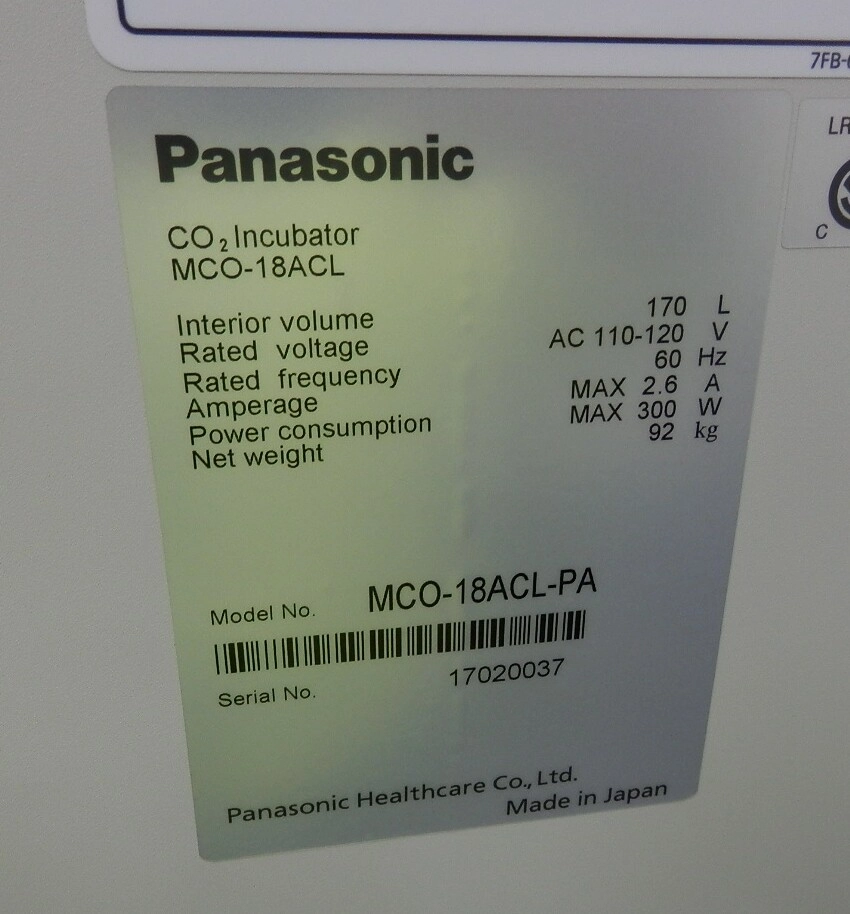 7FB-
LR
C
Panasonic
CO₂ Incubator
MCO-18ACL
Interior volume 170 L
Rated voltage AC 110-120 V
Rated frequency 60 Hz
Amperage MAX 2.6 A
Power consumption MAX 300 W
Net weight 92 kg
Model No. MCO-18ACL-PA
Serial No. 17020037
Panasonic Healthcare Co., Ltd.
Made in Japan